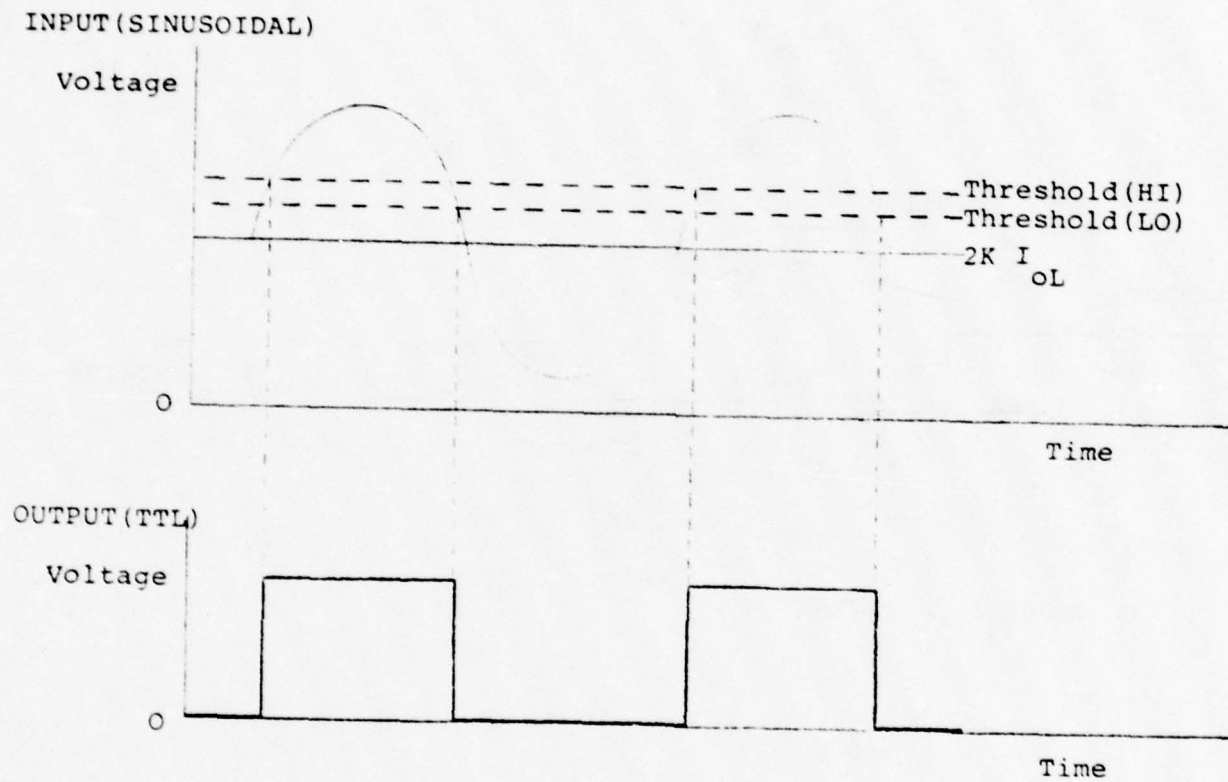 INPUT(SINUSOIDAL)
Voltage
Threshold(HI)
Threshold(LO)
2K I
oL
O
Time
OUTPUT(TTL)
Voltage
O
Time